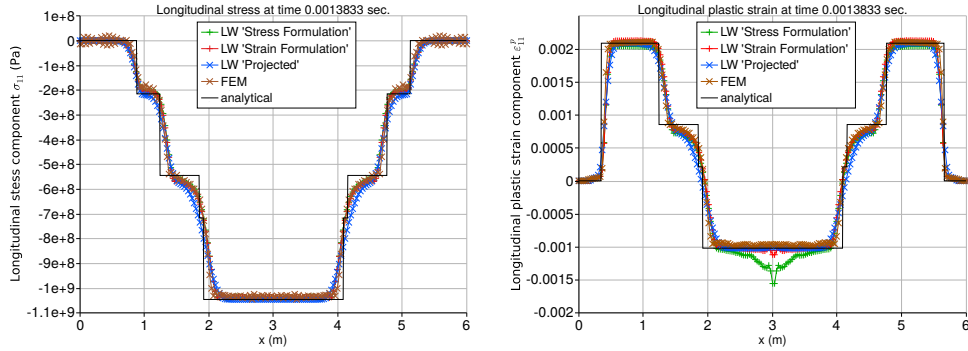 Longitudinal stress at time 0.0013833 sec.
LW 'Stress Formulation'
LW 'Strain Formulation'
LW 'Projected'
FEM
analytical
Longitudinal stress component σ₁₁ (Pa)
1e+8
0
-1e+8
-2e+8
-3e+8
-4e+8
-5e+8
-6e+8
-7e+8
-8e+8
-9e+8
-1e+9
-1.1e+9
0 1 2 3 4 5 6
x (m)
Longitudinal plastic strain at time 0.0013833 sec.
LW 'Stress Formulation'
LW 'Strain Formulation'
LW 'Projected'
FEM
analytical
Longitudinal plastic strain component ε₁₁ᵖ
0.002
0.0015
0.001
0.0005
0
-0.0005
-0.001
-0.0015
-0.002
0 1 2 3 4 5 6
x (m)